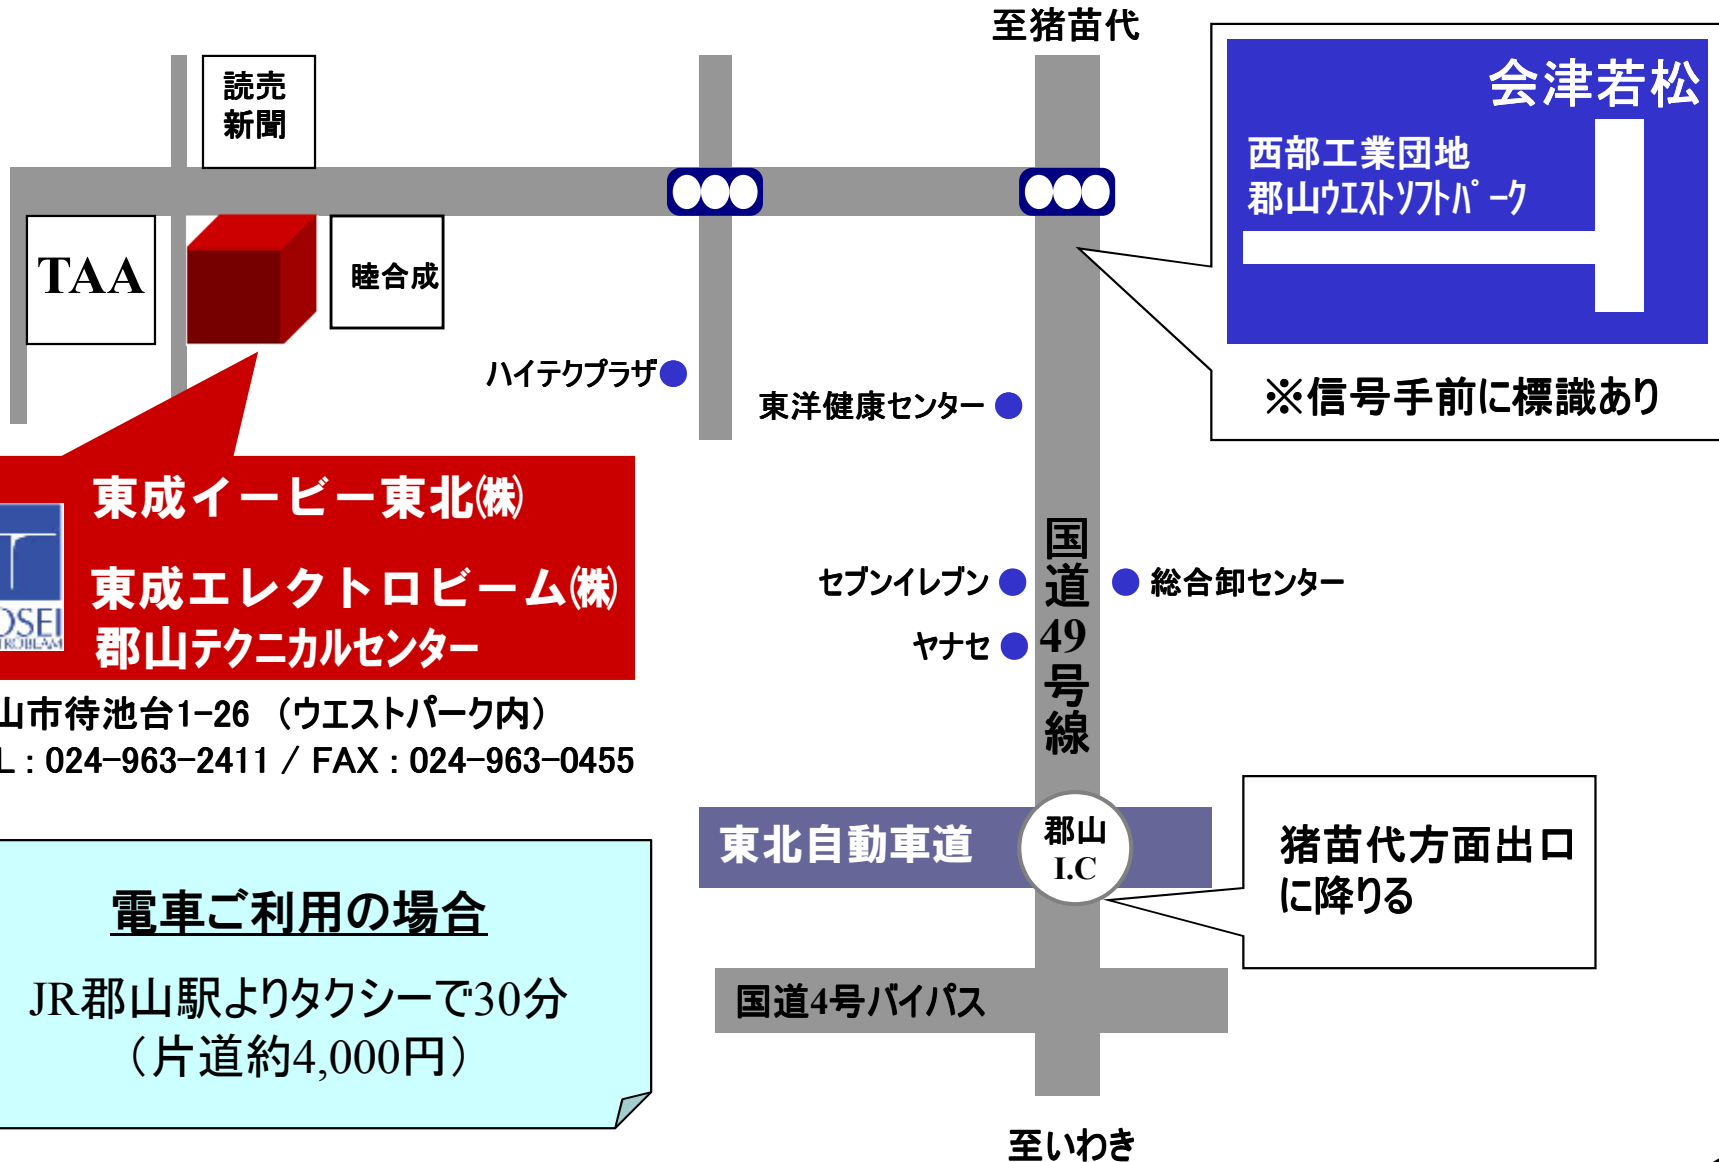 至猪苗代
読売
新聞
会津若松
西部工業団地
郡山ウエストソフトパーク
TAA
睦合成
ハイテクプラザ
東洋健康センター
※信号手前に標識あり
東成イービー東北㈱
東成エレクトロビーム㈱
郡山テクニカルセンター
OSEI
TROBEAM
セブンイレブン
総合卸センター
ヤナセ
国道49号線
山市待池台1-26 （ウエストパーク内）
L：024-963-2411 / FAX：024-963-0455
東北自動車道
郡山
I.C
猪苗代方面出口
に降りる
電車ご利用の場合
JR郡山駅よりタクシーで30分
（片道約4,000円）
国道4号バイパス
至いわき